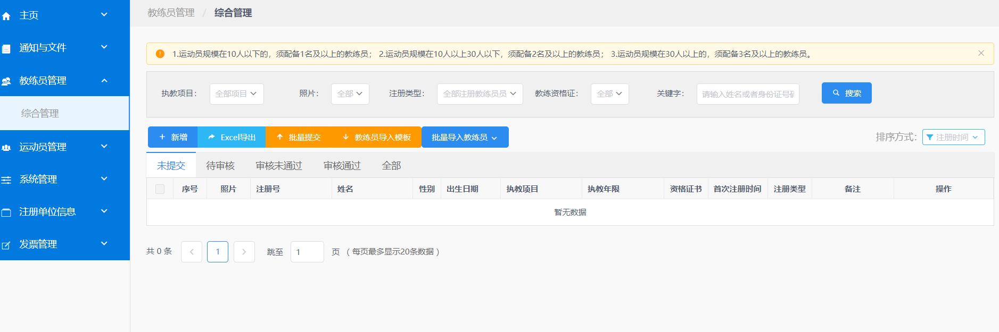 主页
通知与文件
教练员管理
综合管理
运动员管理
系统管理
注册单位信息
发票管理
教练员管理 / 综合管理
1.运动员规模在10人以下的，须配备1名及以上的教练员； 2.运动员规模在10人以上30人以下，须配备2名及以上的教练员； 3.运动员规模在30人以上的，须配备3名及以上的教练员。
执教项目： 全部项目 照片： 全部 注册类型： 全部注册教练员员 教练资格证： 全部 关键字： 请输入姓名或者身份证号码 搜索
新增 Excel导出 批量提交 教练员导入模板 批量导入教练员 排序方式： 注册时间
未提交 待审核 审核未通过 审核通过 全部
序号 照片 注册号 姓名 性别 出生日期 执教项目 执教年限 资格证书 首次注册时间 注册类型 备注 操作
暂无数据
共 0 条 1 跳至 1 页 （ 每页最多显示20条数据 ）